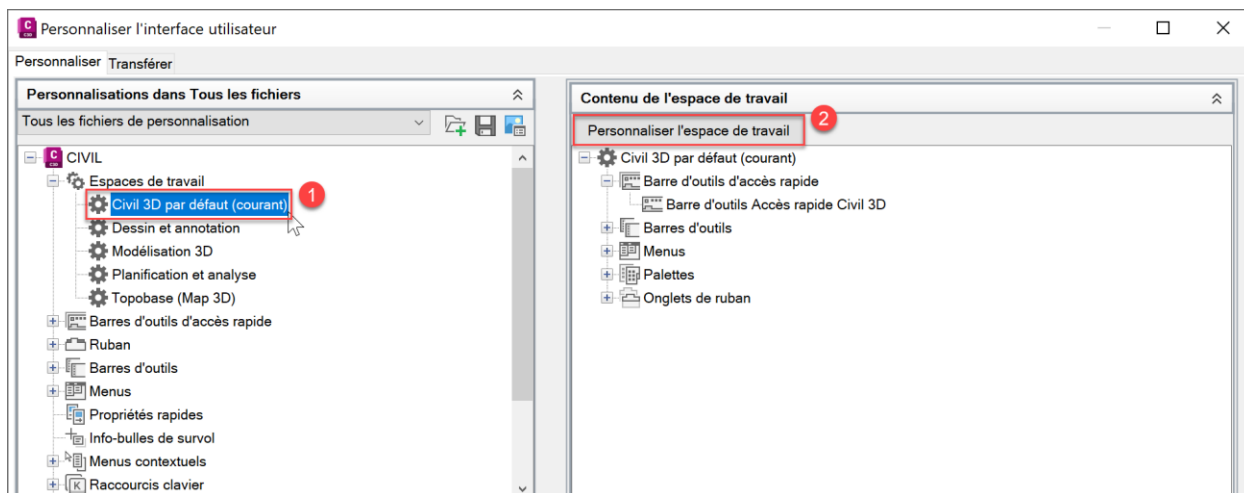 Personnaliser l'interface utilisateur
Personnaliser Transférer
Personnalisations dans Tous les fichiers
Tous les fichiers de personnalisation
CIVIL
Espaces de travail
Civil 3D par défaut (courant)
1
Dessin et annotation
Modélisation 3D
Planification et analyse
Topobase (Map 3D)
Barres d'outils d'accès rapide
Ruban
Barres d'outils
Menus
Propriétés rapides
Info-bulles de survol
Menus contextuels
Raccourcis clavier
Contenu de l'espace de travail
Personnaliser l'espace de travail
2
Civil 3D par défaut (courant)
Barre d'outils d'accès rapide
Barre d'outils Accès rapide Civil 3D
Barres d'outils
Menus
Palettes
Onglets de ruban